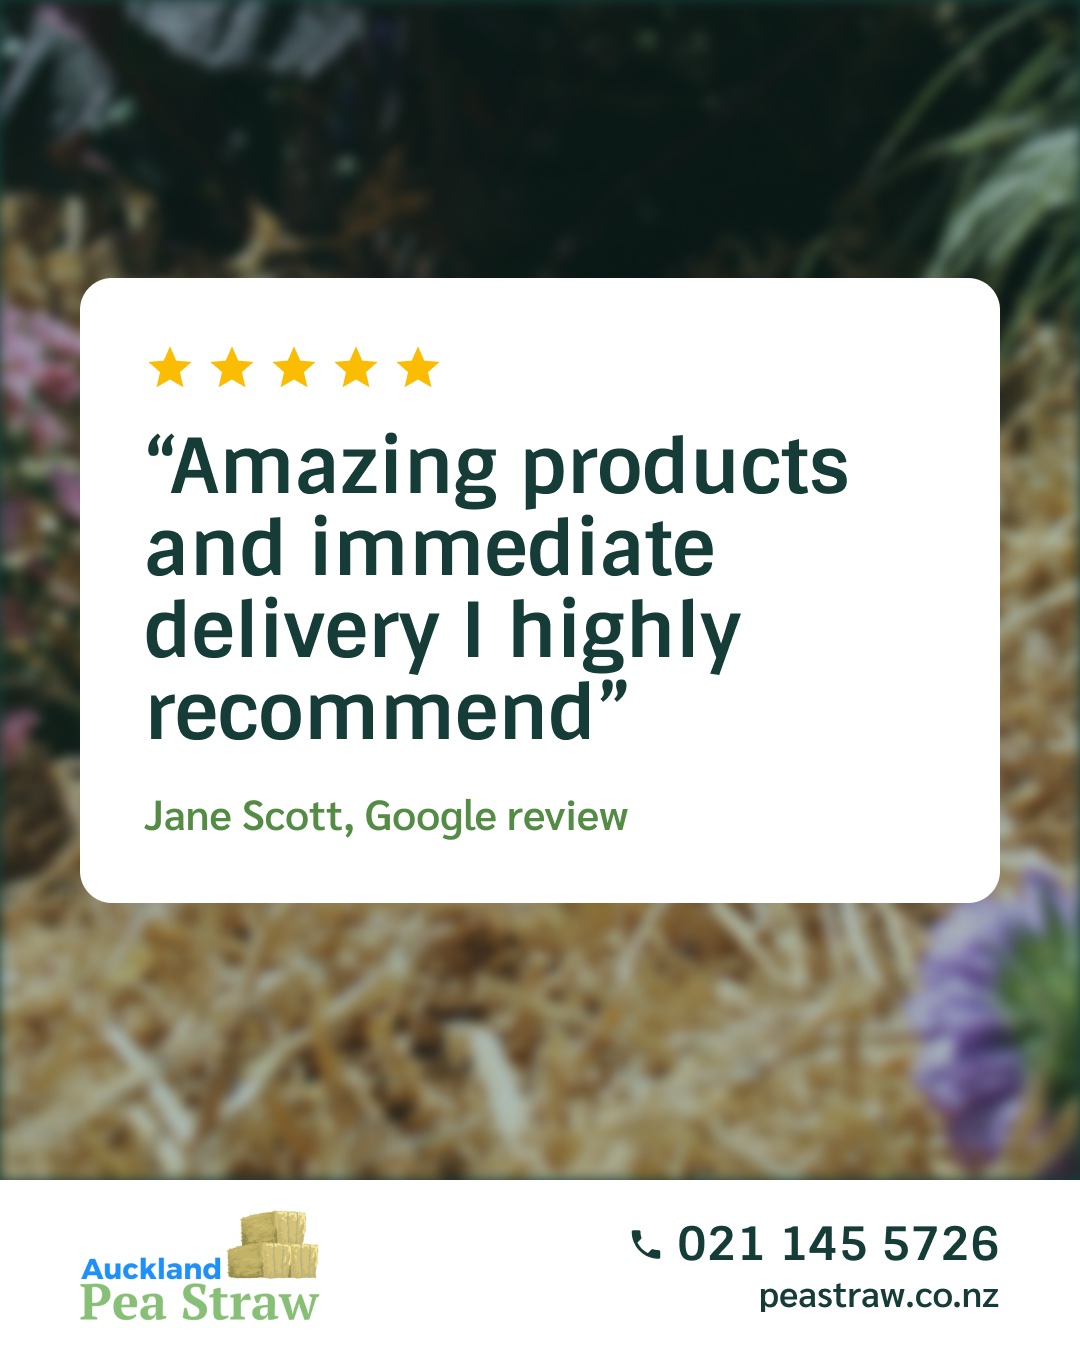 “Amazing products
and immediate
delivery I highly
recommend”
Jane Scott, Google review
Auckland
Pea Straw
021 145 5726
peastraw.co.nz